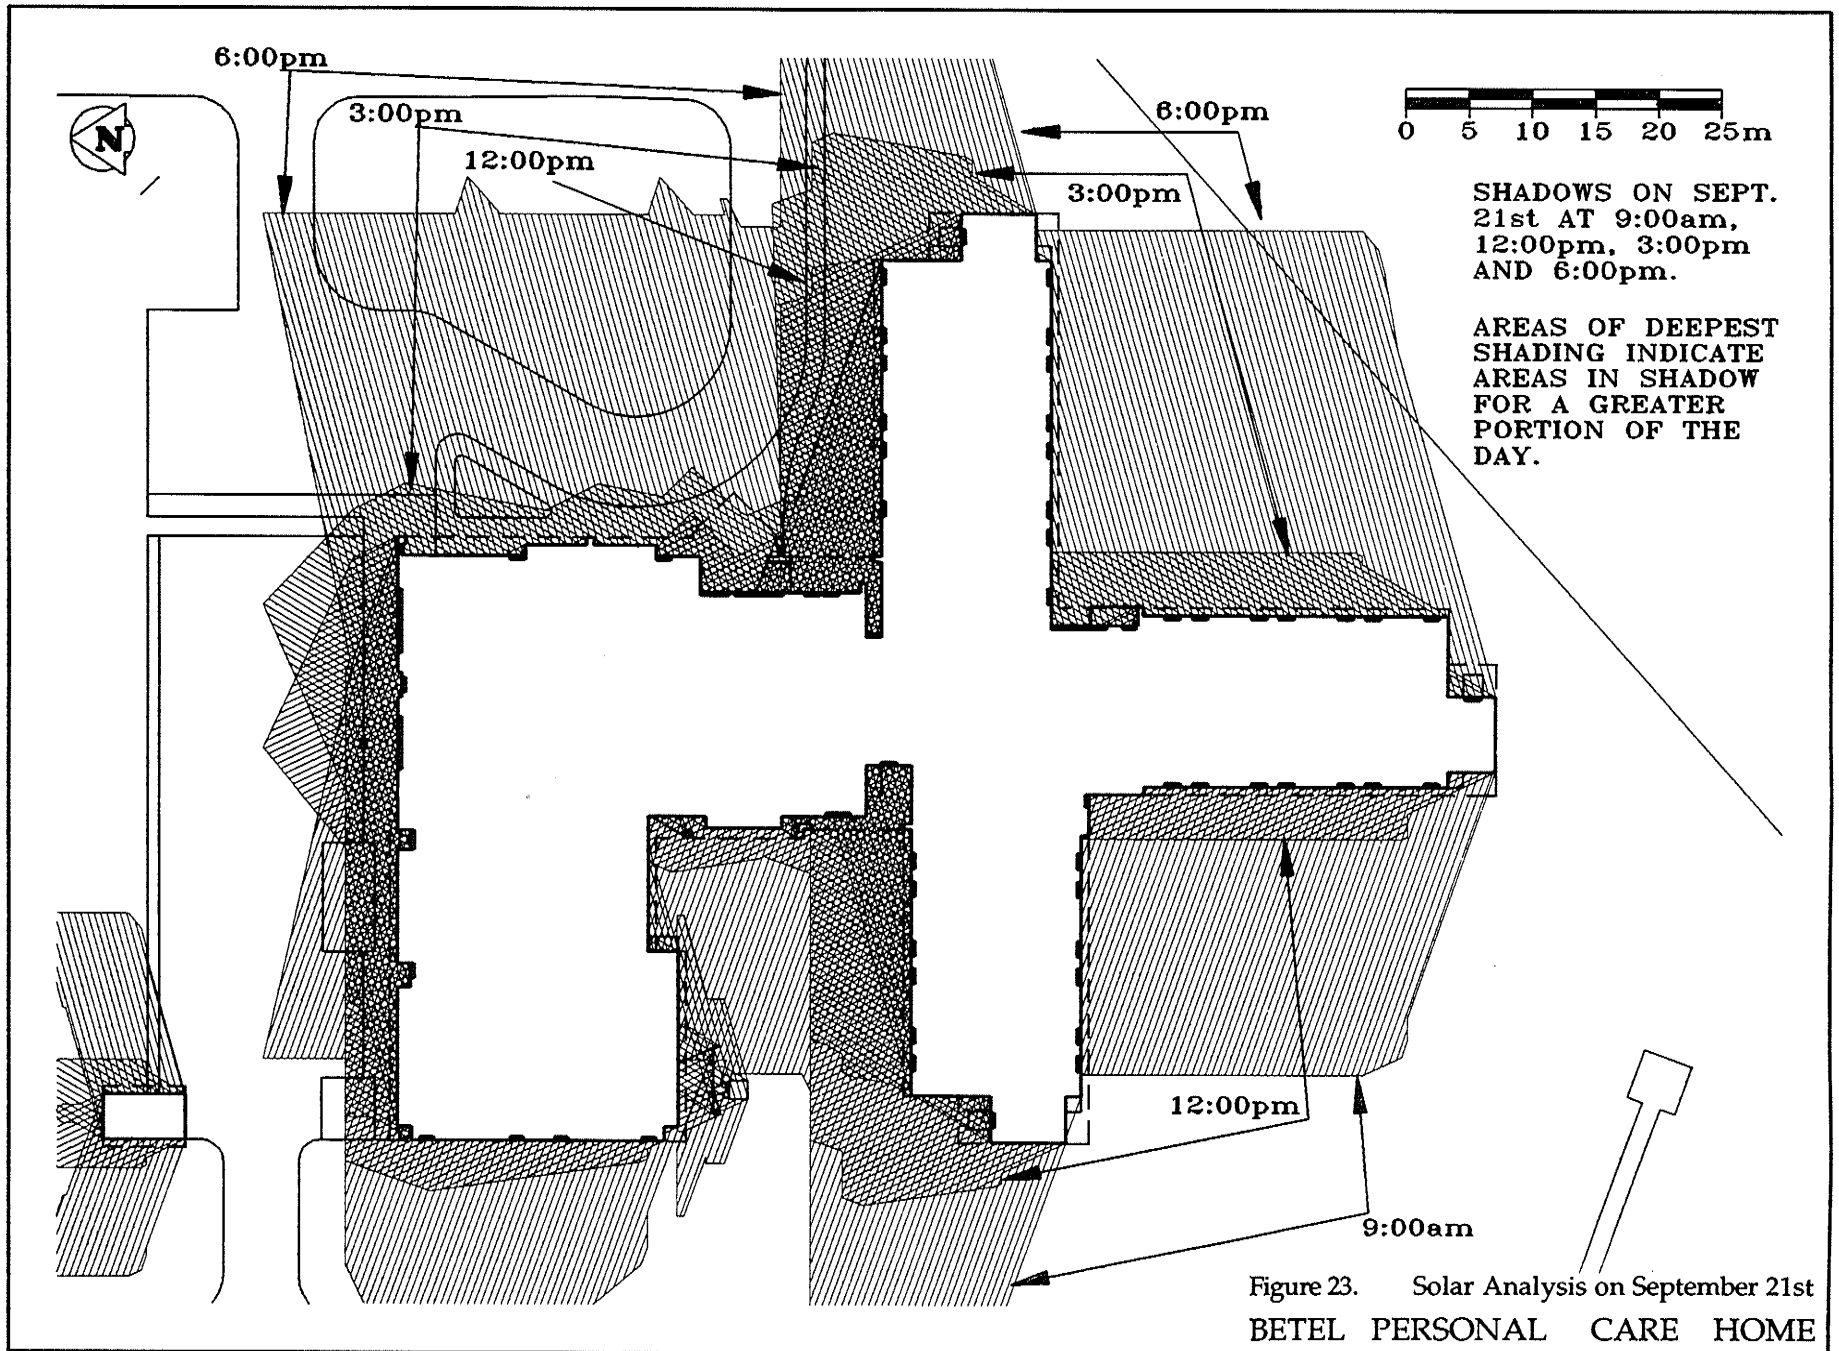 6:00pm
3:00pm
12:00pm
N
6:00pm
3:00pm
0 5 10 15 20 25m
SHADOWS ON SEPT.
21st AT 9:00am,
12:00pm, 3:00pm
AND 6:00pm.
AREAS OF DEEPEST
SHADING INDICATE
AREAS IN SHADOW
FOR A GREATER
PORTION OF THE
DAY.
12:00pm
9:00am
Figure 23. Solar Analysis on September 21st
BETEL PERSONAL CARE HOME